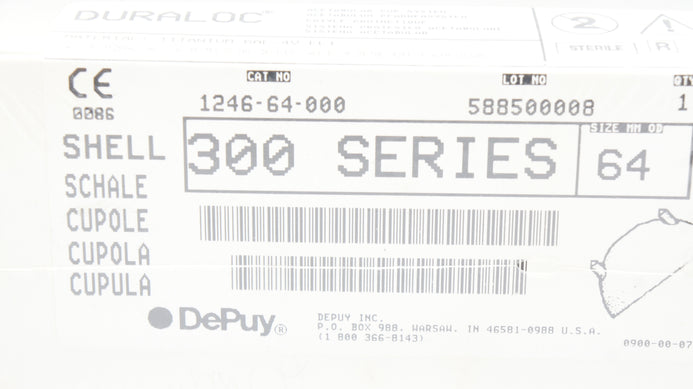 DURALOC®
2
STERILE R
CE
0086
CAT NO
1246-64-000
LOT NO
588500008
QTY
1
SHELL
SCHALE
CUPOLE
CUPOLA
CUPULA
300 SERIES
SIZE MM OD
64
DePuy®
DEPUY INC.
P.O. BOX 988, WARSAW, IN 46581-0988 U.S.A.
(1 800 366-8143)
0900-00-07